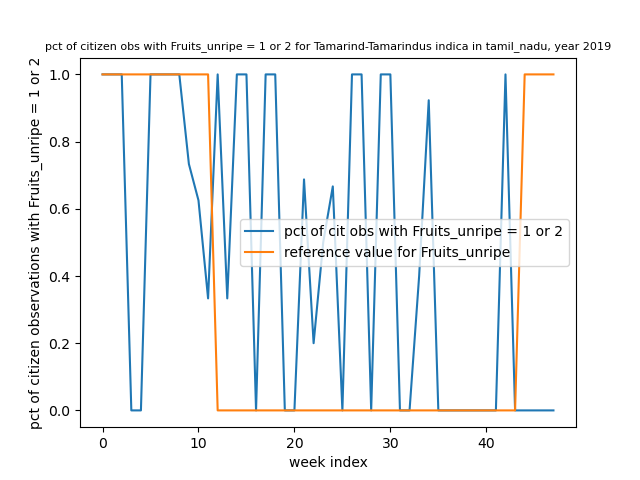 pct of citizen obs with Fruits_unripe = 1 or 2 for Tamarind-Tamarindus indica in tamil_nadu, year 2019
pct of citizen observations with Fruits_unripe = 1 or 2
1.0
0.8
0.6
0.4
0.2
0.0
pct of cit obs with Fruits_unripe = 1 or 2
reference value for Fruits_unripe
0
10
20
30
40
week index